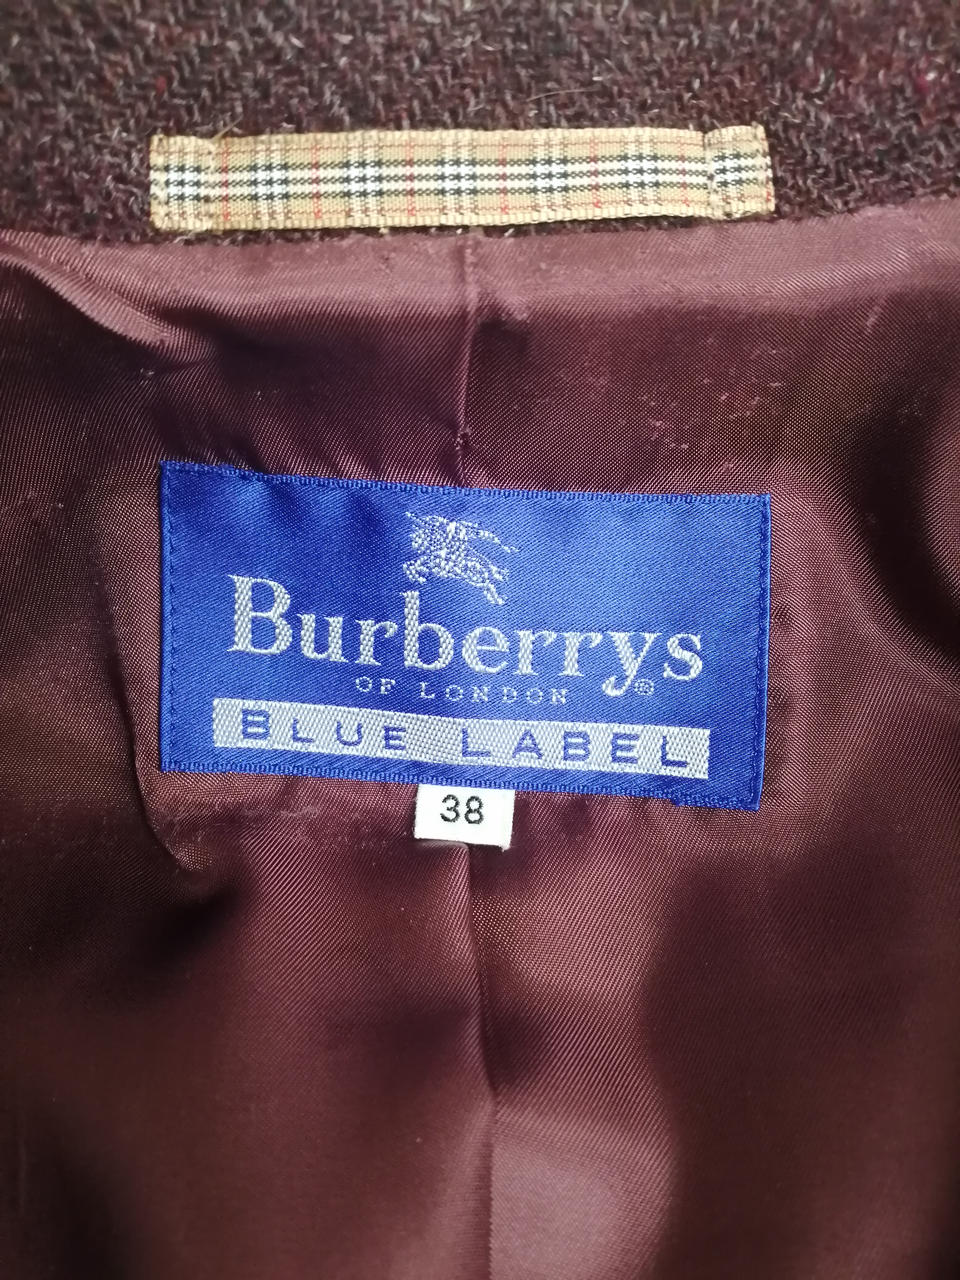 Burberrys®
OF LONDON
BLUE LABEL
38